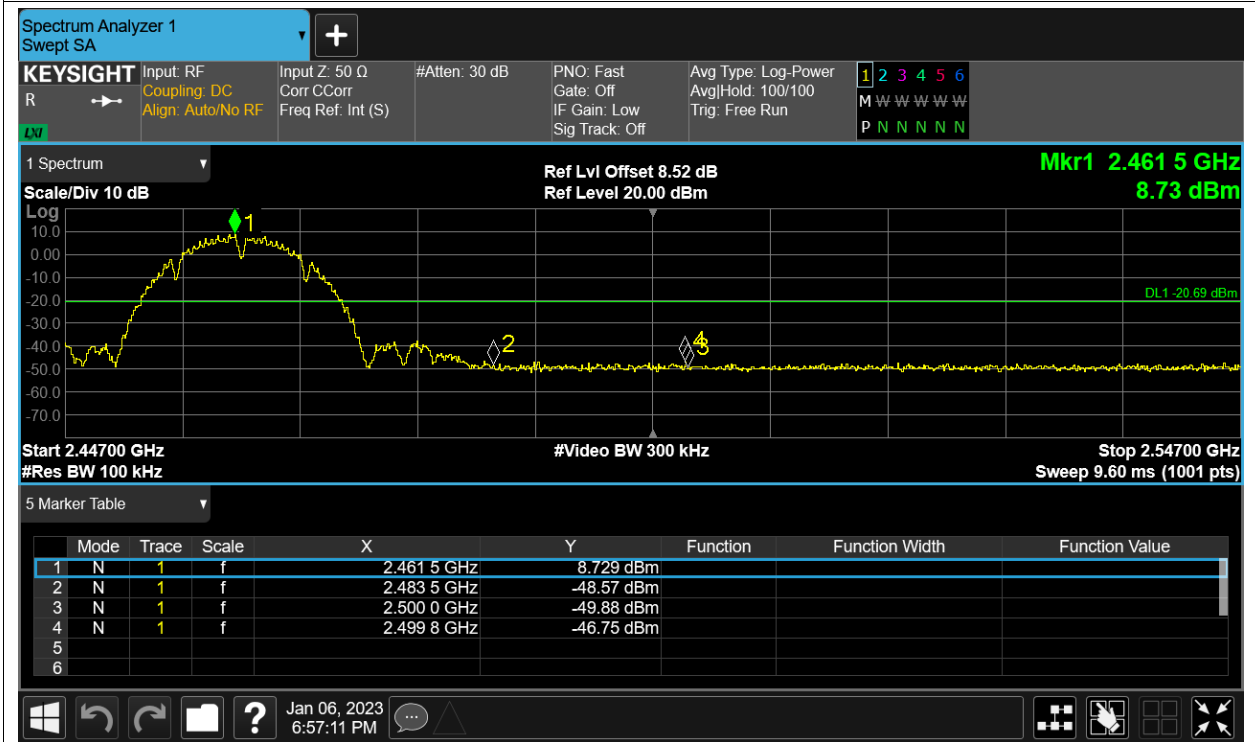 Spectrum Analyzer 1
Swept SA
+
KEYSIGHT
R
LXI
Input: RF
Coupling: DC
Align: Auto/No RF
Input Z: 50 Ω
Corr CCorr
Freq Ref: Int (S)
#Atten: 30 dB
PNO: Fast
Gate: Off
IF Gain: Low
Sig Track: Off
Avg Type: Log-Power
Avg|Hold: 100/100
Trig: Free Run
1 2 3 4 5 6
M W W W W W
P N N N N N
1 Spectrum
Scale/Div 10 dB
Ref Lvl Offset 8.52 dB
Ref Level 20.00 dBm
Mkr1 2.461 5 GHz
8.73 dBm
Log
10.0
0.00
-10.0
-20.0
-30.0
-40.0
-50.0
-60.0
-70.0
1
2
4
3
DL1 -20.69 dBm
Start 2.44700 GHz
#Video BW 300 kHz
Stop 2.54700 GHz
#Res BW 100 kHz
Sweep 9.60 ms (1001 pts)
5 Marker Table
Mode Trace Scale X Y Function Function Width Function Value
1 N 1 f 2.461 5 GHz 8.729 dBm
2 N 1 f 2.483 5 GHz -48.57 dBm
3 N 1 f 2.500 0 GHz -49.88 dBm
4 N 1 f 2.499 8 GHz -46.75 dBm
5
6
?
Jan 06, 2023
6:57:11 PM